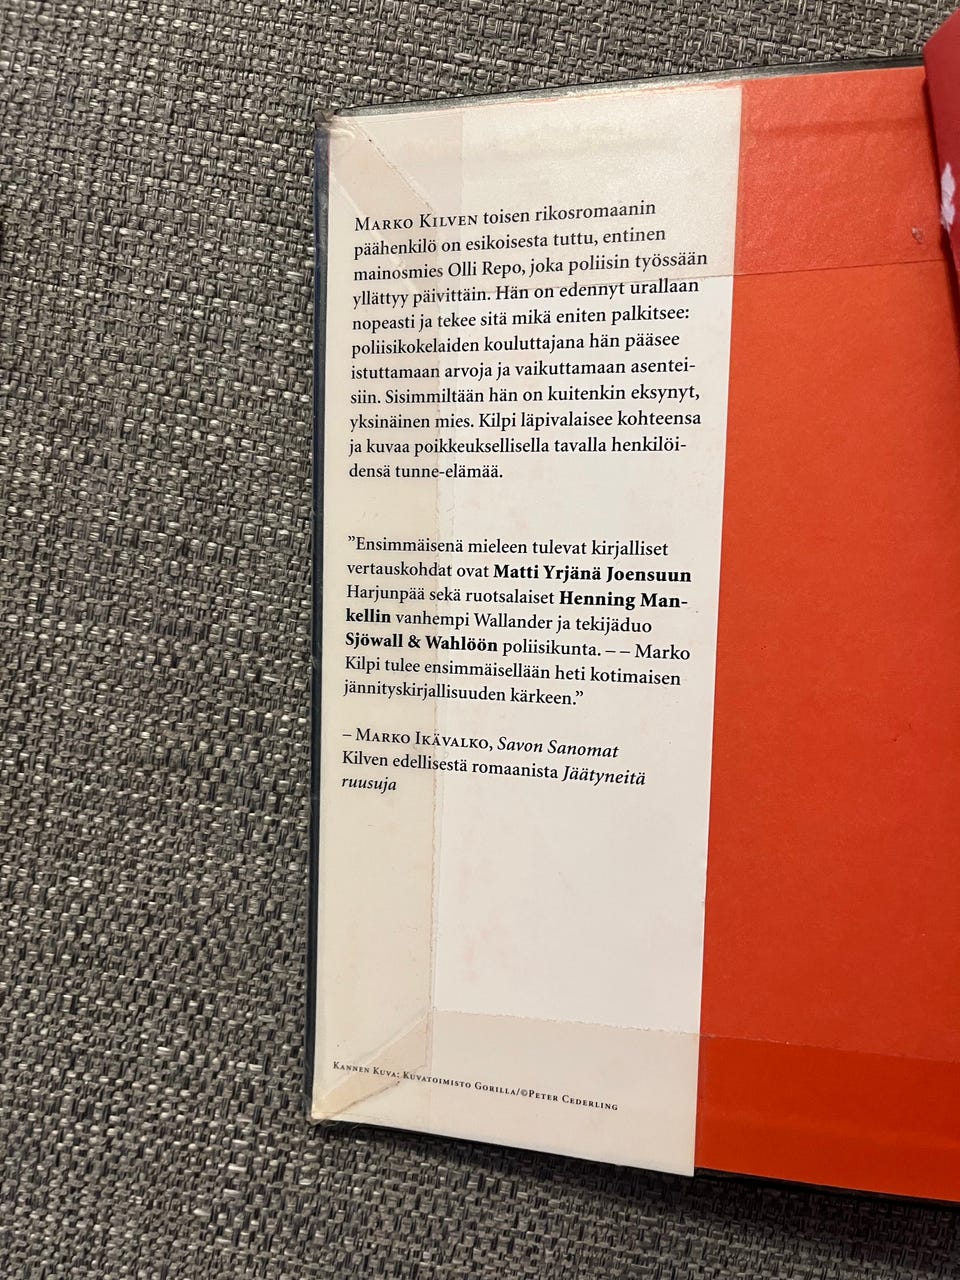 MARKO KILVEN toisen rikosromaanin
päähenkilö on esikoisesta tuttu, entinen
mainosmies Olli Repo, joka poliisin työssään
yllättyy päivittäin. Hän on edennyt urallaan
nopeasti ja tekee sitä mikä eniten palkitsee:
poliisikokelaiden kouluttajana hän pääsee
istuttamaan arvoja ja vaikuttamaan asentei-
siin. Sisimmiltään hän on kuitenkin eksynyt,
yksinäinen mies. Kilpi läpivalaisee kohteensa
ja kuvaa poikkeuksellisella tavalla henkilöi-
densä tunne-elämää.
”Ensimmäisenä mieleen tulevat kirjalliset
vertauskohdat ovat Matti Yrjänä Joensuun
Harjunpää sekä ruotsalaiset Henning Man-
kellin vanhempi Wallander ja tekijäduo
Sjöwall & Wahlöön poliisikunta. – – Marko
Kilpi tulee ensimmäisellään heti kotimaisen
jännityskirjallisuuden kärkeen.”
– MARKO IKÄVALKO, Savon Sanomat
Kilven edellisestä romaanista Jäätyneitä
ruusuja
KANNEN KUVA: KUVATOIMISTO GORILLA/©PETER CEDERLING